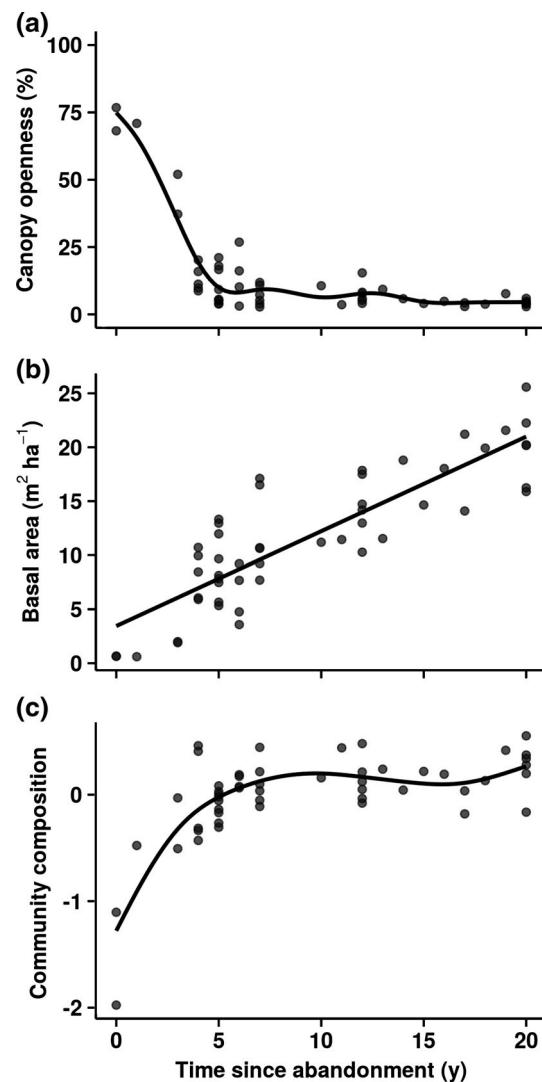 (a)
Canopy openness (%)
100
75
50
25
0
(b)
Basal area (m² ha⁻¹)
25
20
15
10
5
0
(c)
Community composition
0
-1
-2
0 5 10 15 20
Time since abandonment (y)